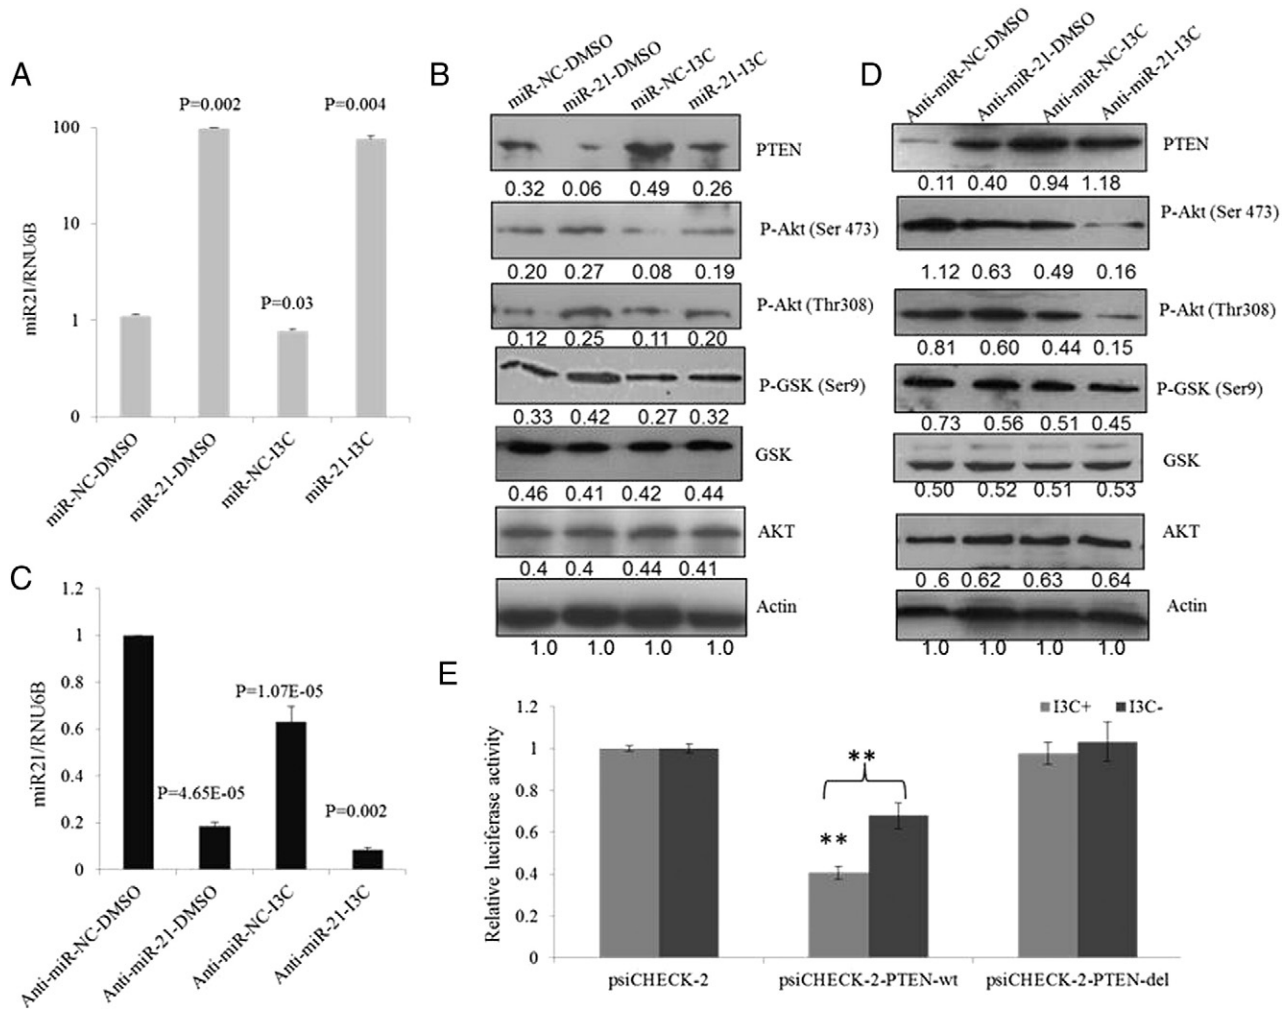 A
P=0.002
P=0.004
P=0.03
100
10
1
0
miR21/RNU6B
miR-NC-DMSO
miR-21-DMSO
miR-NC-I3C
miR-21-I3C
B
miR-NC-DMSO
miR-21-DMSO
miR-NC-I3C
miR-21-I3C
PTEN
0.32 0.06 0.49 0.26
P-Akt (Ser 473)
0.20 0.27 0.08 0.19
P-Akt (Thr308)
0.12 0.25 0.11 0.20
P-GSK (Ser9)
0.33 0.42 0.27 0.32
GSK
0.46 0.41 0.42 0.44
AKT
0.4 0.4 0.44 0.41
Actin
1.0 1.0 1.0 1.0
D
Anti-miR-NC-DMSO
Anti-miR-21-DMSO
Anti-miR-NC-I3C
Anti-miR-21-I3C
PTEN
0.11 0.40 0.94 1.18
P-Akt (Ser 473)
1.12 0.63 0.49 0.16
P-Akt (Thr308)
0.81 0.60 0.44 0.15
P-GSK (Ser9)
0.73 0.56 0.51 0.45
GSK
0.50 0.52 0.51 0.53
AKT
0 .6 0.62 0.63 0.64
Actin
1.0 1.0 1.0 1.0
C
1.2
1
0.8
0.6
0.4
0.2
0
miR21/RNU6B
P=4.65E-05
P=1.07E-05
P=0.002
Anti-miR-NC-DMSO
Anti-miR-21-DMSO
Anti-miR-NC-I3C
Anti-miR-21-I3C
E
I3C+ I3C-
1.2
1
0.8
0.6
0.4
0.2
0
Relative luciferase activity
**
**
psiCHECK-2
psiCHECK-2-PTEN-wt
psiCHECK-2-PTEN-del